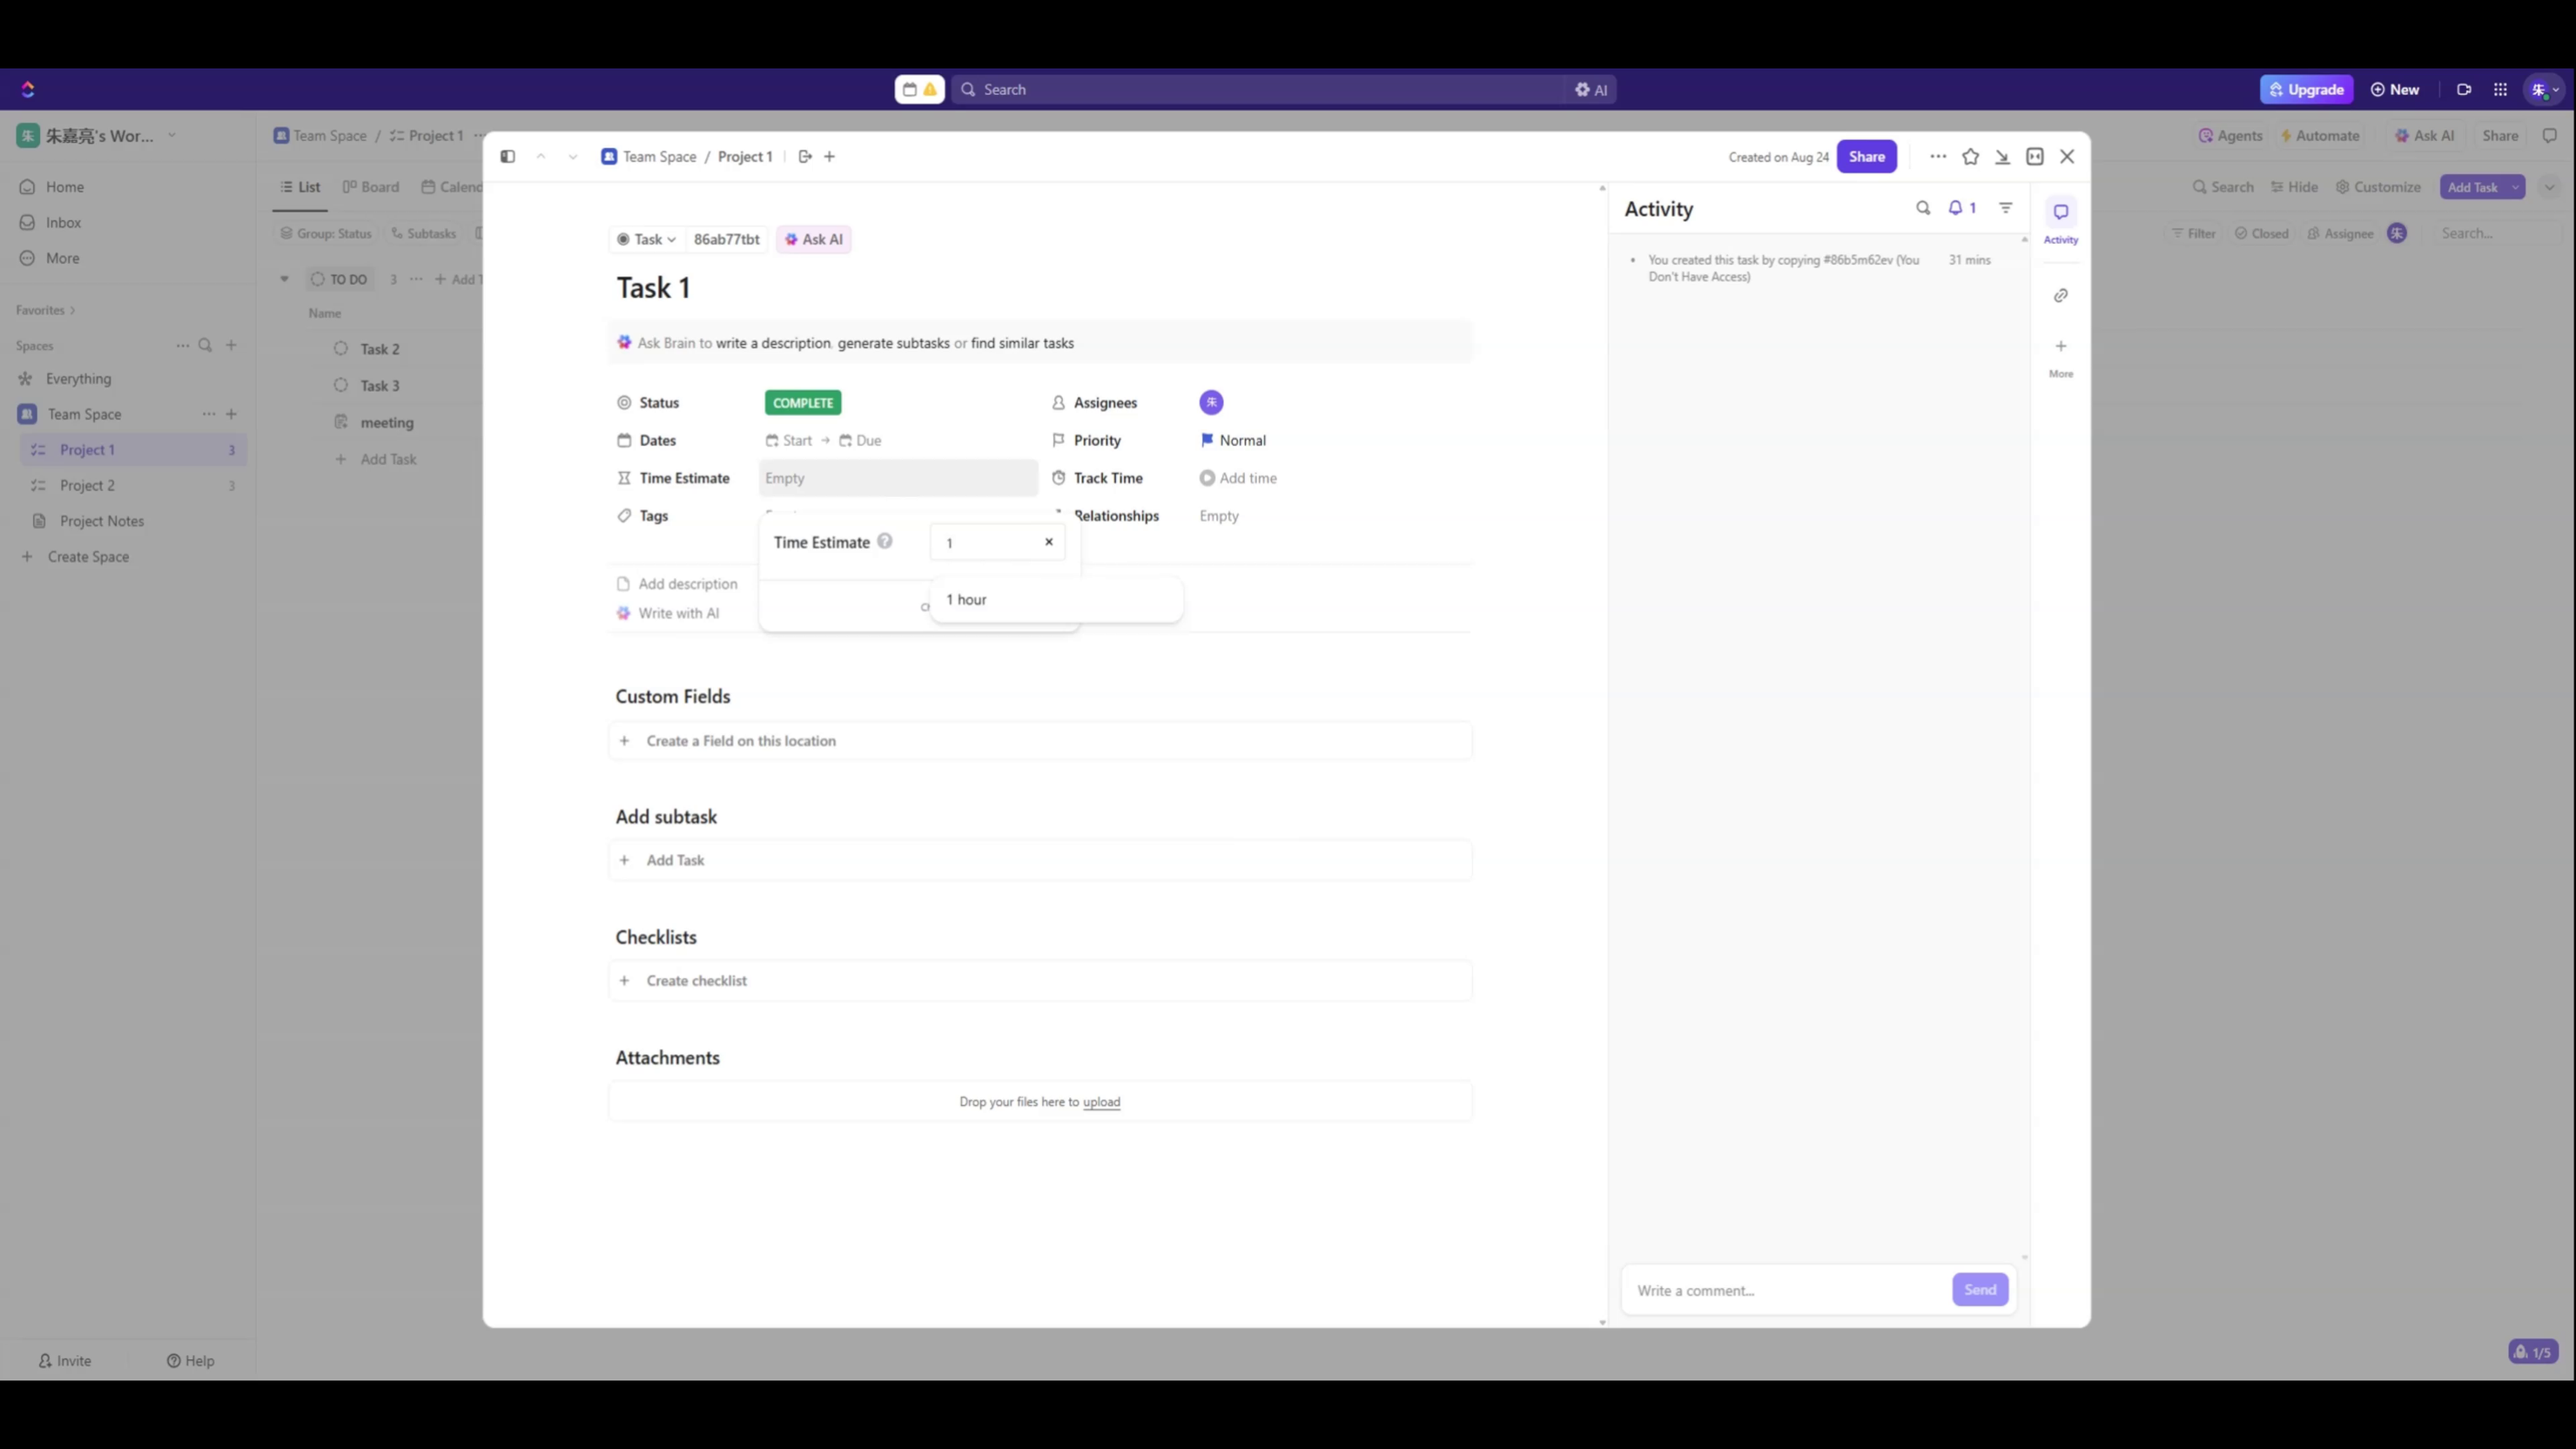 Search
AI
Upgrade
New
朱
朱 朱嘉亮's Wor...
Team Space / Project 1 ...
Agents
Automate
Ask AI
Share
Team Space / Project 1
Created on Aug 24
Share
Home
Inbox
More
Favorites
Spaces
Everything
Team Space
Project 1 3
Project 2 3
Project Notes
Create Space
Invite
Help
List
Board
Calend
Group: Status
Subtasks
TO DO 3 ... + Add T
Name
Task 2
Task 3
meeting
Add Task
Search
Hide
Customize
Add Task
Filter
Closed
Assignee
朱
Search...
Task
86ab77tbt
Ask AI
Task 1
Ask Brain to write a description, generate subtasks or find similar tasks
Status COMPLETE
Assignees 朱
Dates Start → Due
Priority Normal
Time Estimate Empty
Track Time Add time
Tags
Relationships Empty
Time Estimate ? 1 ×
1 hour
Add description
Write with AI
Custom Fields
+ Create a Field on this location
Add subtask
+ Add Task
Checklists
+ Create checklist
Attachments
Drop your files here to upload
Activity
1
You created this task by copying #86b5m62ev (You 31 mins
Don't Have Access)
Activity
More
Write a comment...
Send
1/5